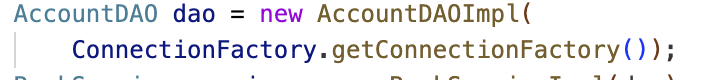 AccountDAO dao = new AccountDAOImpl(
ConnectionFactory.getConnectionFactory());